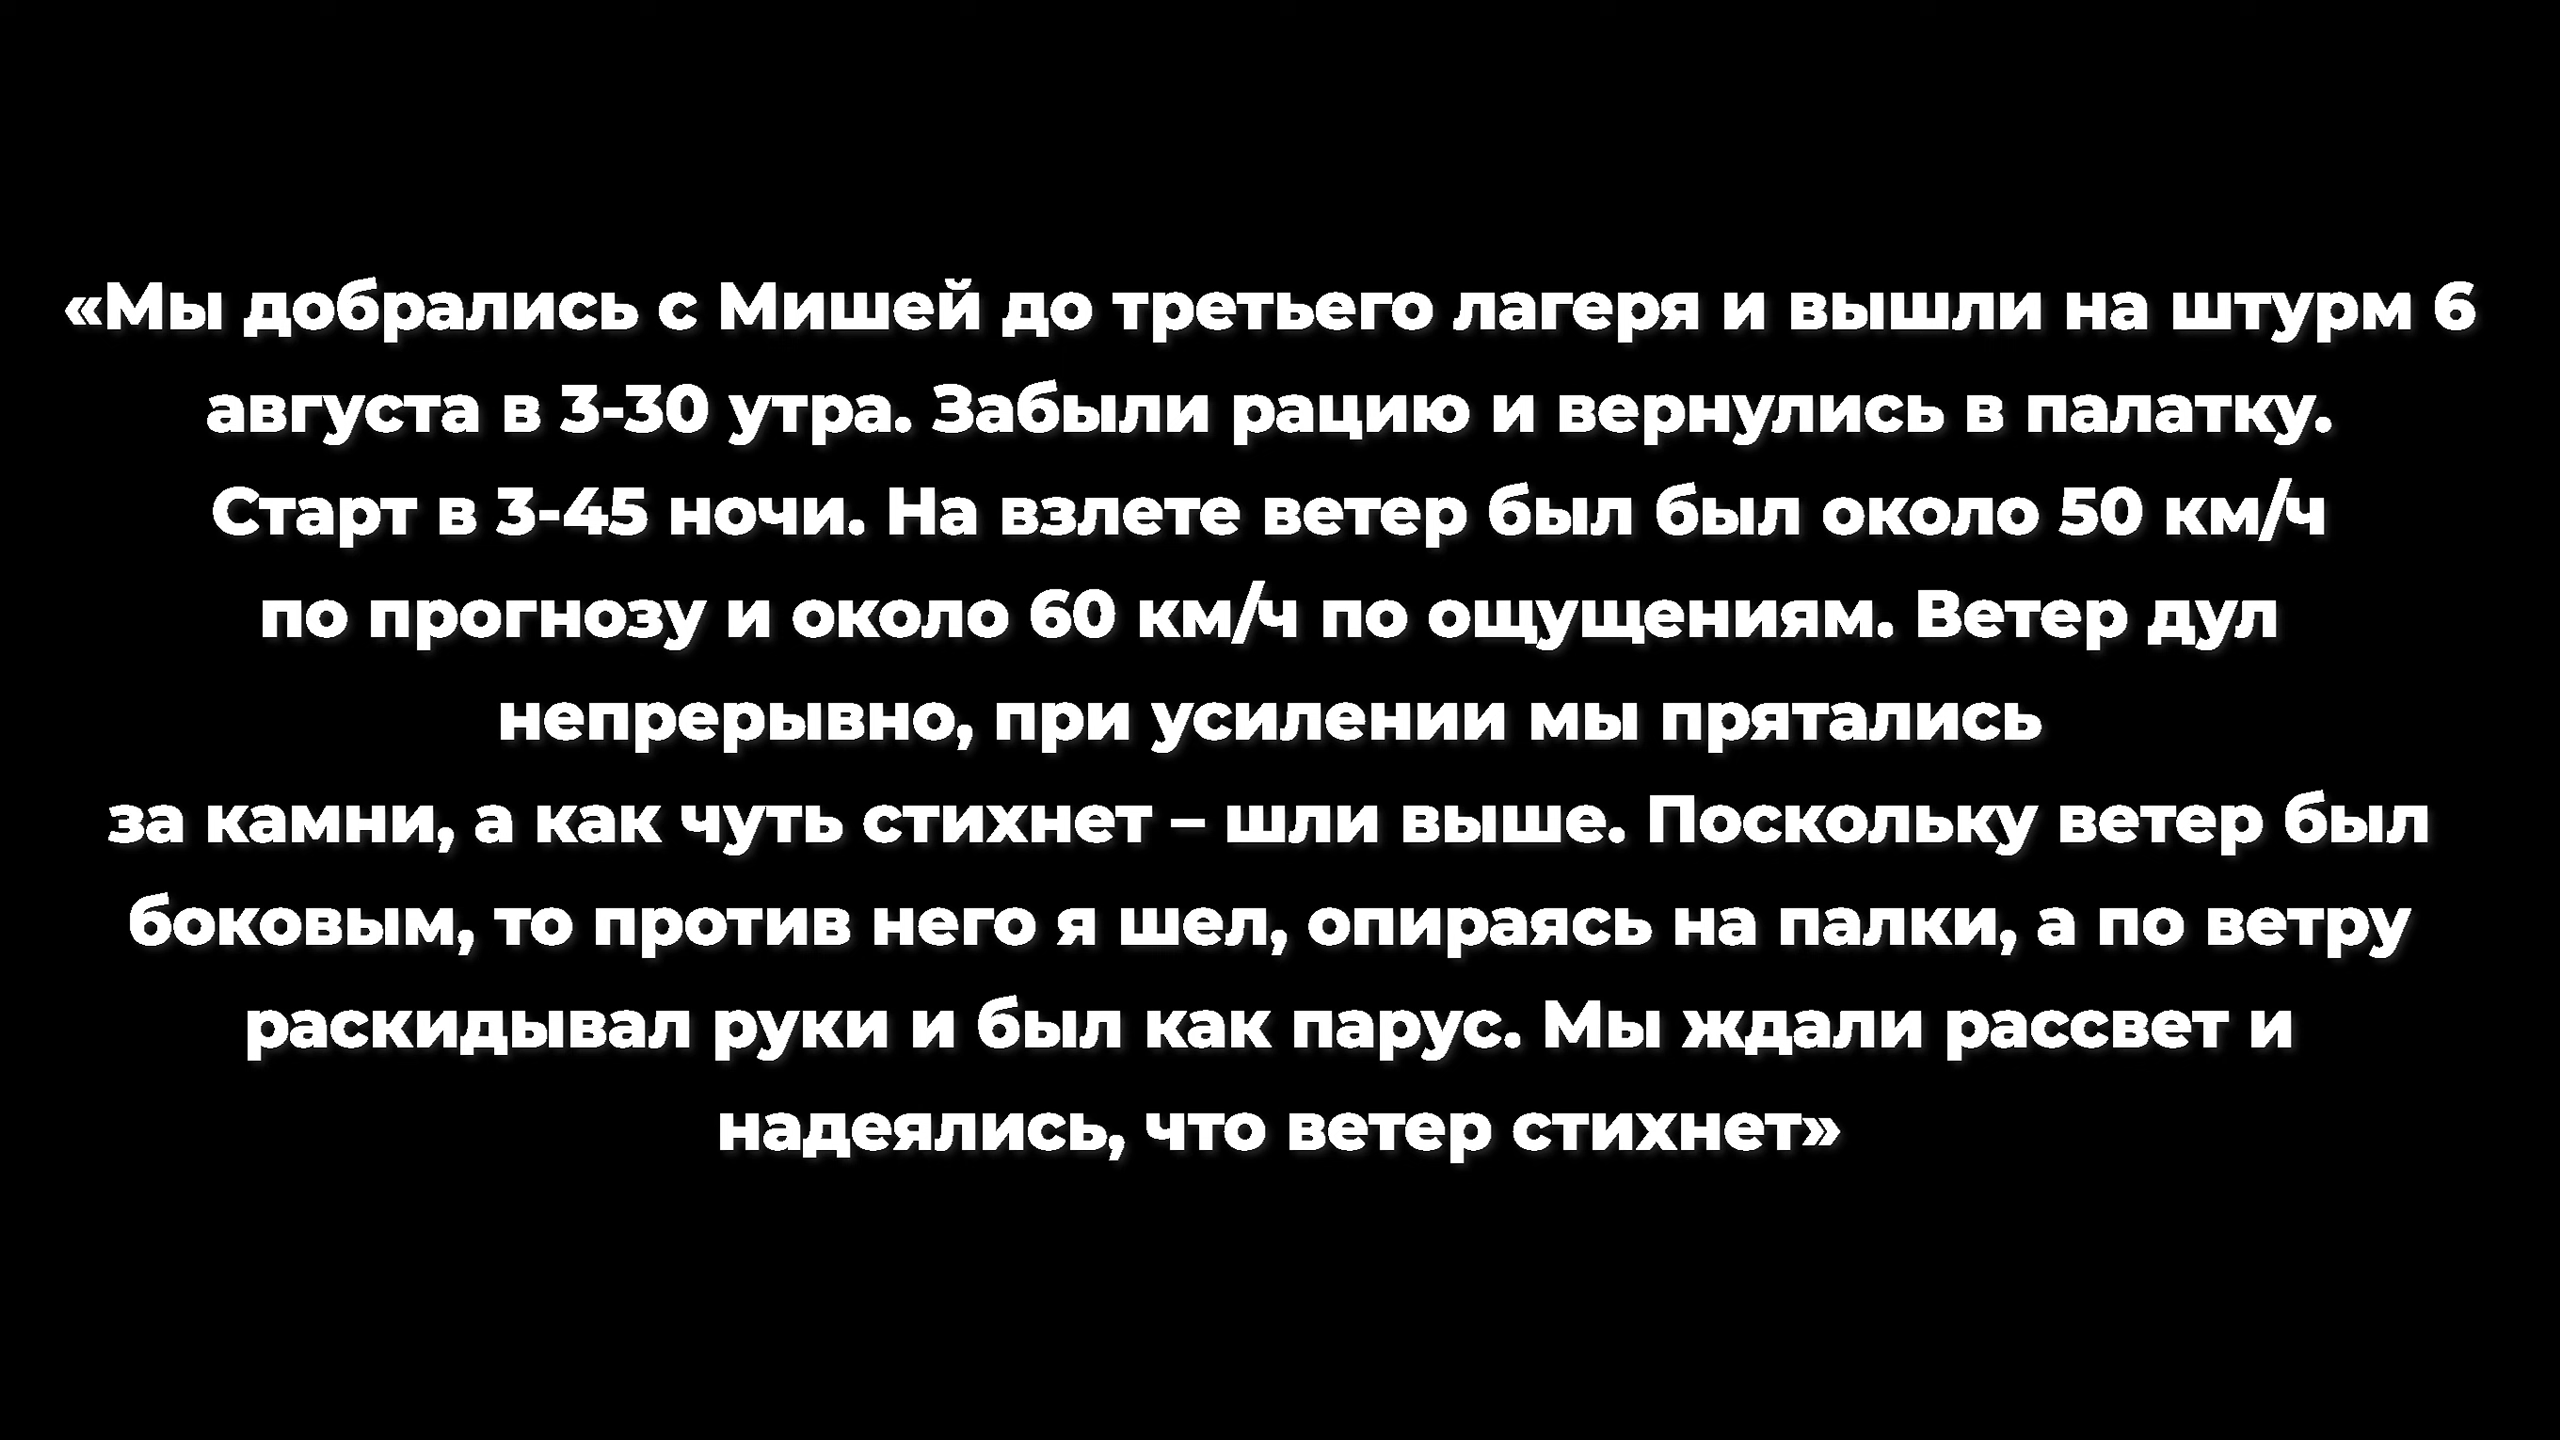 «Мы добрались с Мишей до третьего лагеря и вышли на штурм 6
августа в 3-30 утра. Забыли рацию и вернулись в палатку.
Старт в 3-45 ночи. На взлете ветер был был около 50 км/ч
по прогнозу и около 60 км/ч по ощущениям. Ветер дул
непрерывно, при усилении мы прятались
за камни, а как чуть стихнет – шли выше. Поскольку ветер был
боковым, то против него я шел, опираясь на палки, а по ветру
раскидывал руки и был как парус. Мы ждали рассвет и
надеялись, что ветер стихнет»